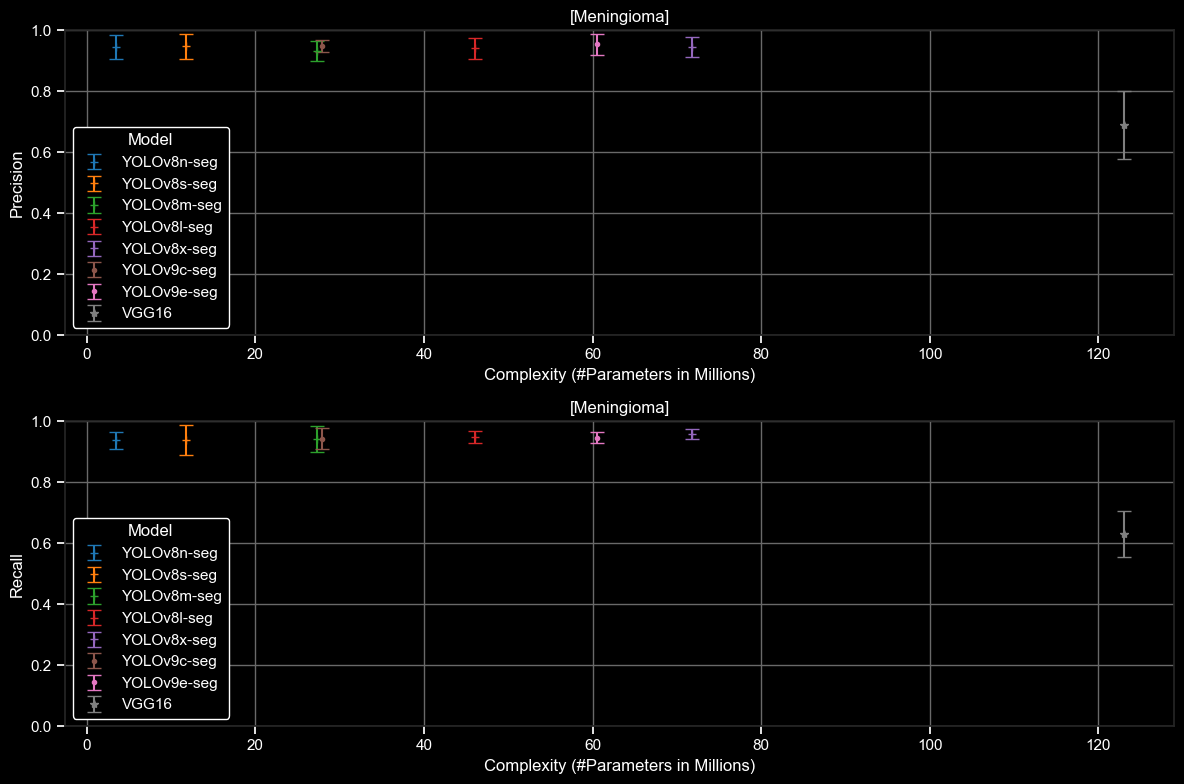 [Meningioma]
1.0
0.8
0.6
0.4
0.2
0.0
Precision
Model
YOLOv8n-seg
YOLOv8s-seg
YOLOv8m-seg
YOLOv8l-seg
YOLOv8x-seg
YOLOv9c-seg
YOLOv9e-seg
VGG16
0 20 40 60 80 100 120
Complexity (#Parameters in Millions)
[Meningioma]
1.0
0.8
0.6
0.4
0.2
0.0
Recall
Model
YOLOv8n-seg
YOLOv8s-seg
YOLOv8m-seg
YOLOv8l-seg
YOLOv8x-seg
YOLOv9c-seg
YOLOv9e-seg
VGG16
0 20 40 60 80 100 120
Complexity (#Parameters in Millions)